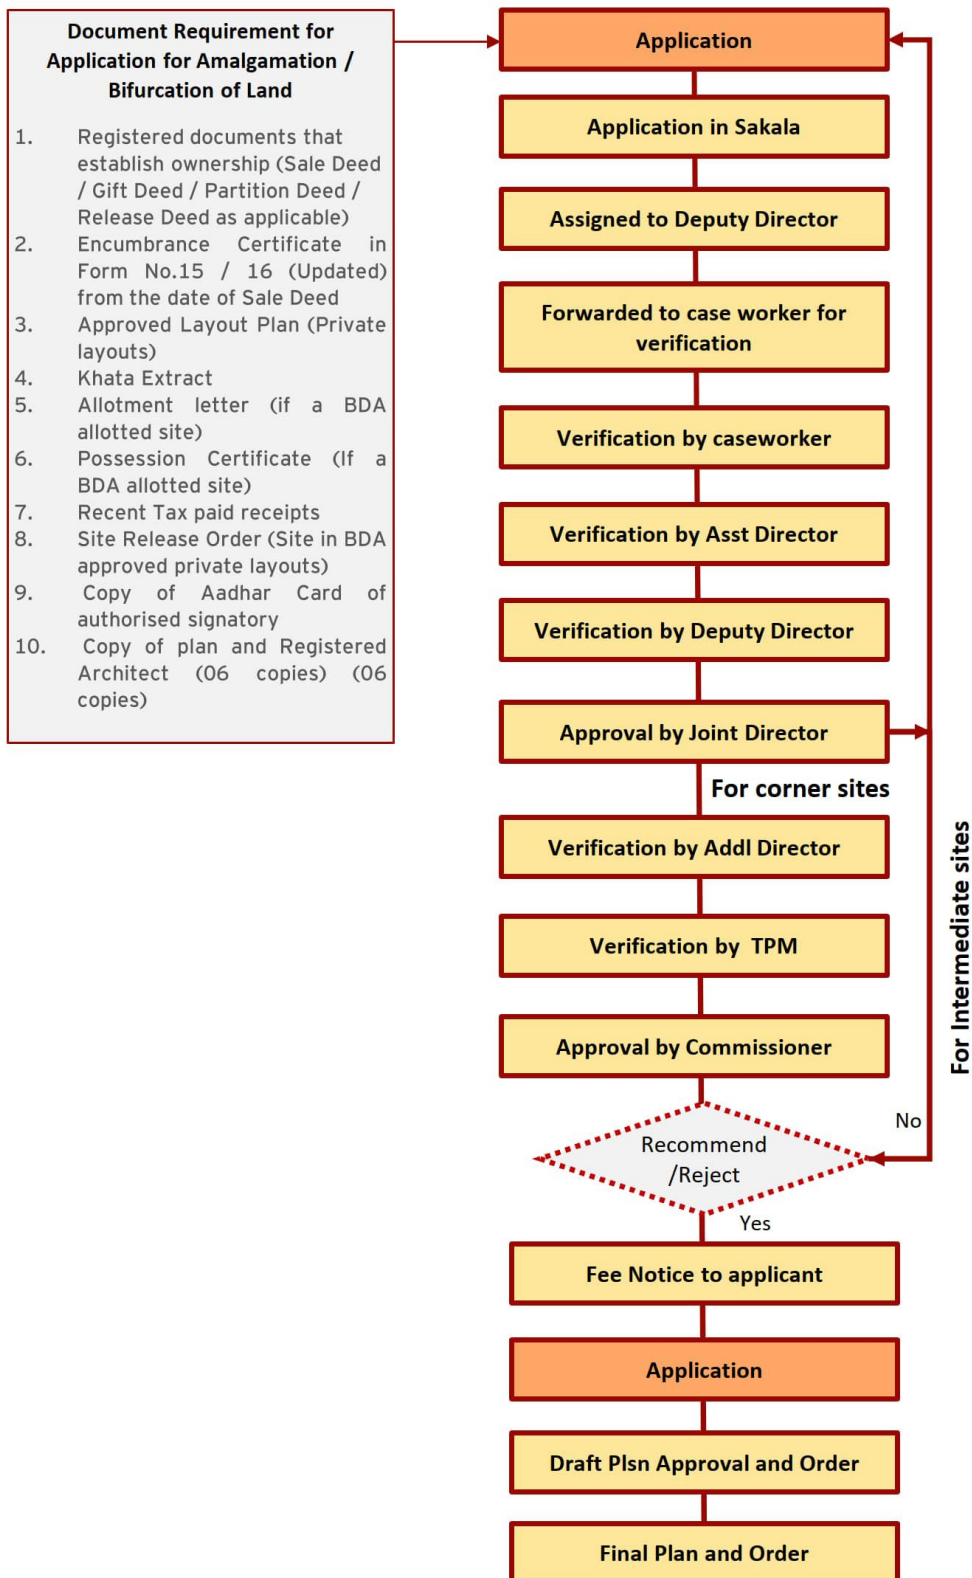 Document Requirement for
Application for Amalgamation /
Bifurcation of Land
1. Registered documents that
establish ownership (Sale Deed
/ Gift Deed / Partition Deed /
Release Deed as applicable)
2. Encumbrance Certificate in
Form No.15 / 16 (Updated)
from the date of Sale Deed
3. Approved Layout Plan (Private
layouts)
4. Khata Extract
5. Allotment letter (if a BDA
allotted site)
6. Possession Certificate (If a
BDA allotted site)
7. Recent Tax paid receipts
8. Site Release Order (Site in BDA
approved private layouts)
9. Copy of Aadhar Card of
authorised signatory
10. Copy of plan and Registered
Architect (06 copies) (06
copies)
Application
Application in Sakala
Assigned to Deputy Director
Forwarded to case worker for
verification
Verification by caseworker
Verification by Asst Director
Verification by Deputy Director
Approval by Joint Director
For corner sites
Verification by Addl Director
Verification by TPM
Approval by Commissioner
For Intermediate sites
No
Recommend
/Reject
Yes
Fee Notice to applicant
Application
Draft Plsn Approval and Order
Final Plan and Order